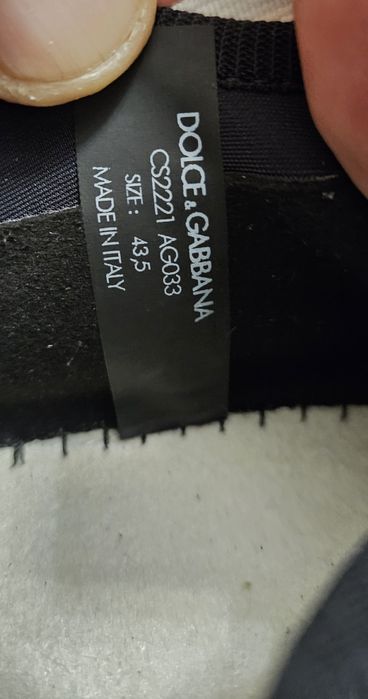 DOLCE & GABBANA
CS2221 AG033
SIZE: 43,5
MADE IN ITALY